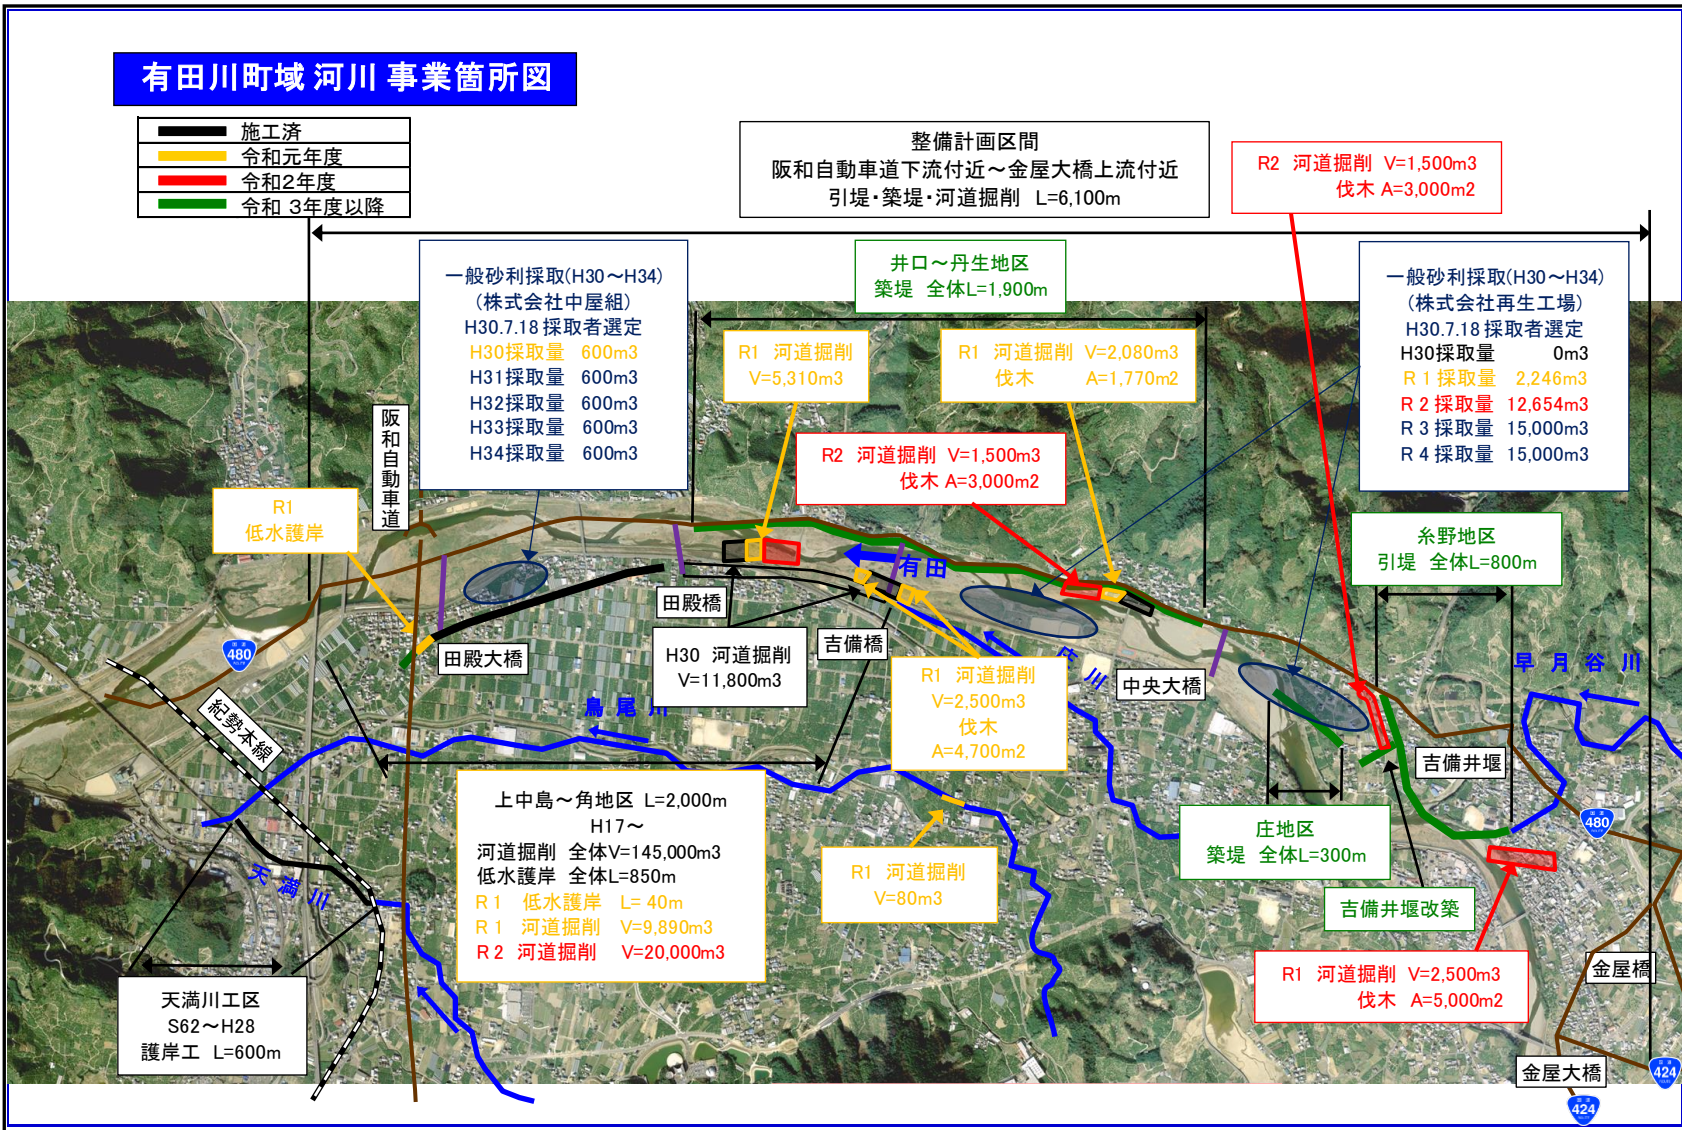 有田川町域 河川 事業箇所図
施工済
令和元年度
令和2年度
令和 3年度以降
整備計画区間
阪和自動車道下流付近～金屋大橋上流付近
引堤・築堤・河道掘削 L=6,100m
R2 河道掘削 V=1,500m3
伐木 A=3,000m2
一般砂利採取(H30～H34)
(株式会社中屋組)
H30.7.18 採取者選定
H30採取量 600m3
H31採取量 600m3
H32採取量 600m3
H33採取量 600m3
H34採取量 600m3
井口～丹生地区
築堤 全体L=1,900m
一般砂利採取(H30～H34)
(株式会社再生工場)
H30.7.18 採取者選定
H30採取量 0m3
R 1 採取量 2,246m3
R 2 採取量 12,654m3
R 3 採取量 15,000m3
R 4 採取量 15,000m3
R1 河道掘削
V=5,310m3
R1 河道掘削 V=2,080m3
伐木 A=1,770m2
阪和自動車道
R2 河道掘削 V=1,500m3
伐木 A=3,000m2
R1
低水護岸
糸野地区
引堤 全体L=800m
有田
田殿橋
吉備橋
田殿大橋
国道
480
H30 河道掘削
V=11,800m3
R1 河道掘削
V=2,500m3
伐木
A=4,700m2
庄川
中央大橋
早月谷川
鳥尾川
紀勢本線
吉備井堰
上中島～角地区 L=2,000m
H17～
河道掘削 全体V=145,000m3
低水護岸 全体L=850m
R 1 低水護岸 L= 40m
R 1 河道掘削 V=9,890m3
R 2 河道掘削 V=20,000m3
庄地区
築堤 全体L=300m
国道
480
天満川
R1 河道掘削
V=80m3
吉備井堰改築
R1 河道掘削 V=2,500m3
伐木 A=5,000m2
金屋橋
天満川工区
S62～H28
護岸工 L=600m
金屋大橋
国道
424
国道
424